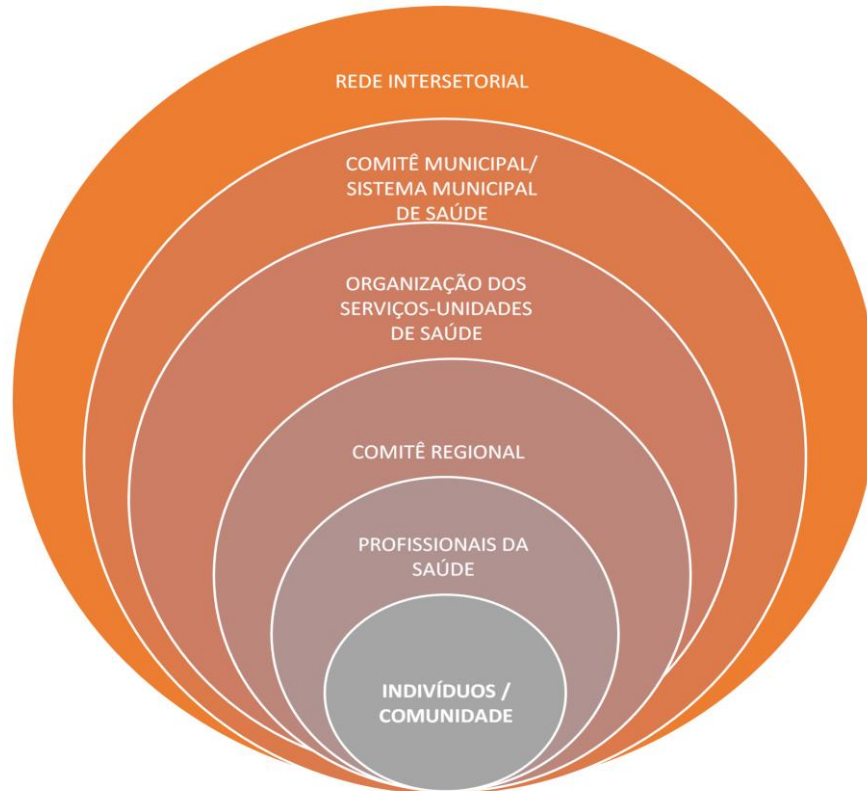 REDE INTERSETORIAL
COMITÊ MUNICIPAL/
SISTEMA MUNICIPAL
DE SAÚDE
ORGANIZAÇÃO DOS
SERVIÇOS-UNIDADES
DE SAÚDE
COMITÊ REGIONAL
PROFISSIONAIS DA
SAÚDE
INDIVÍDUOS /
COMUNIDADE